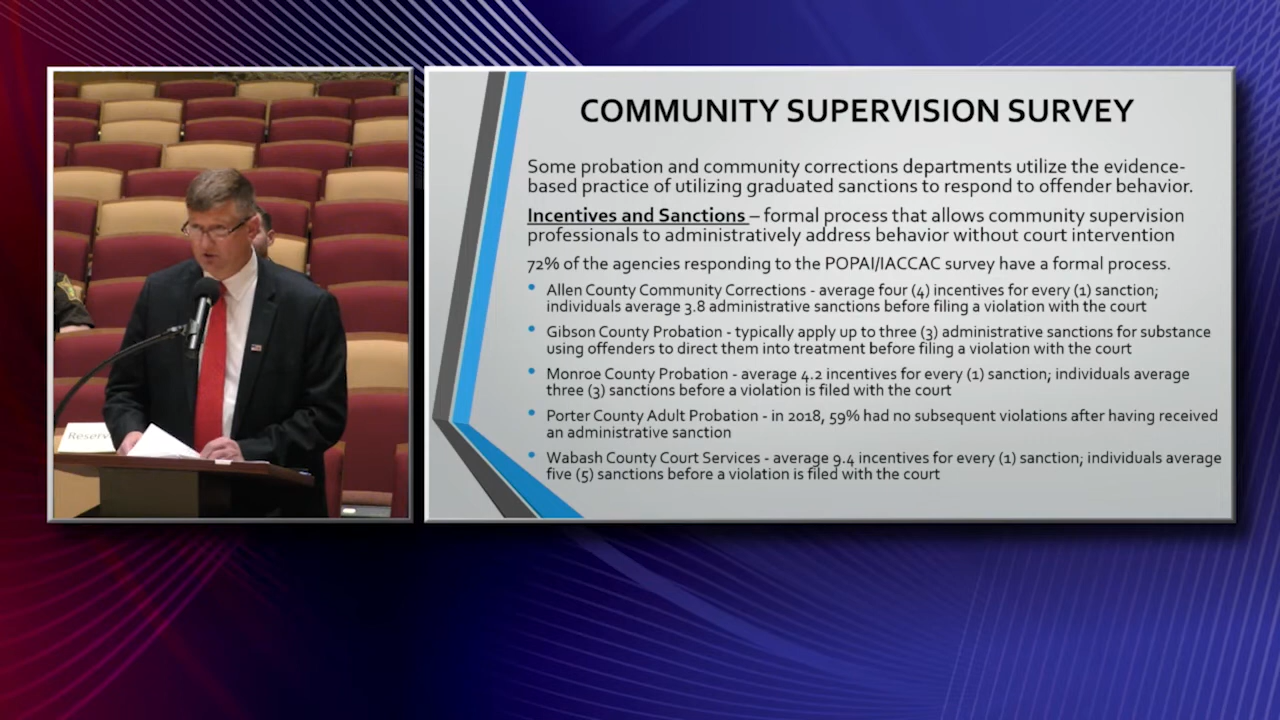 COMMUNITY SUPERVISION SURVEY
Some probation and community corrections departments utilize the evidence-
based practice of utilizing graduated sanctions to respond to offender behavior.
Incentives and Sanctions – formal process that allows community supervision
professionals to administratively address behavior without court intervention
72% of the agencies responding to the POPAI/IACCAC survey have a formal process.
• Allen County Community Corrections - average four (4) incentives for every (1) sanction;
individuals average 3.8 administrative sanctions before filing a violation with the court
• Gibson County Probation - typically apply up to three (3) administrative sanctions for substance
using offenders to direct them into treatment before filing a violation with the court
• Monroe County Probation - average 4.2 incentives for every (1) sanction; individuals average
three (3) sanctions before a violation is filed with the court
• Porter County Adult Probation - in 2018, 59% had no subsequent violations after having received
an administrative sanction
• Wabash County Court Services - average 9.4 incentives for every (1) sanction; individuals average
five (5) sanctions before a violation is filed with the court
Reserv